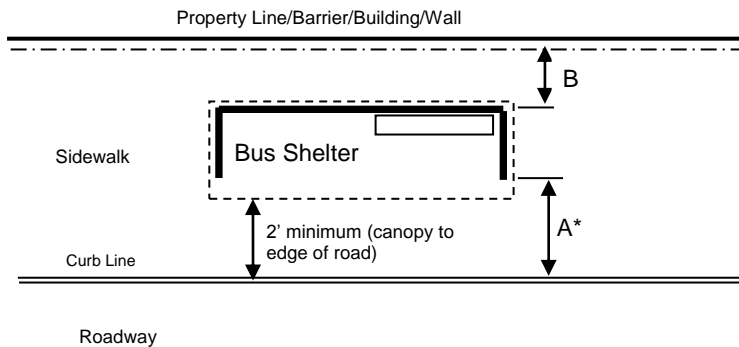 Property Line/Barrier/Building/Wall
B
Sidewalk
Bus Shelter
A*
2’ minimum (canopy to
edge of road)
Curb Line
Roadway